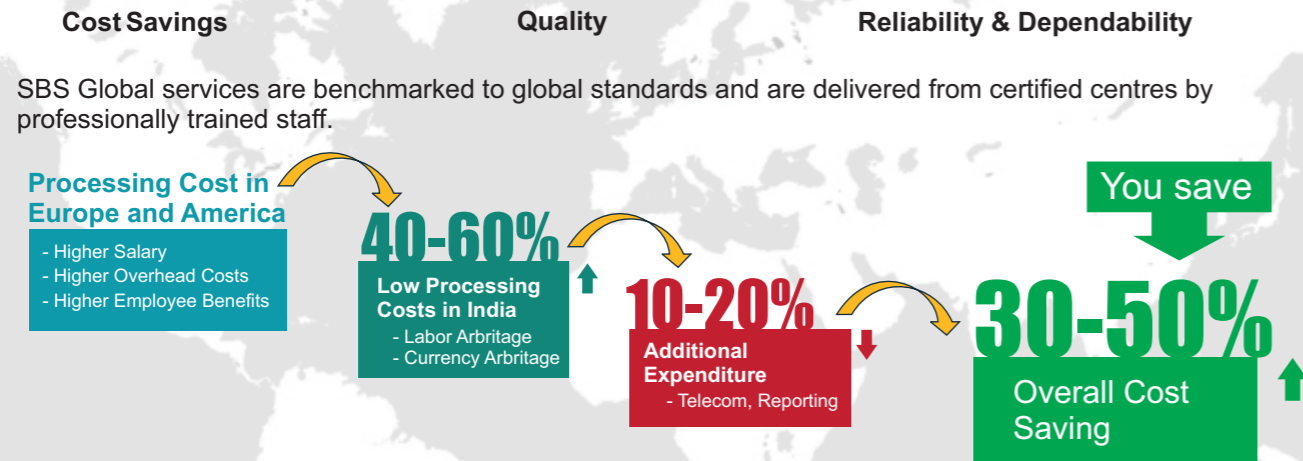 Cost Savings
Quality
Reliability & Dependability
SBS Global services are benchmarked to global standards and are delivered from certified centres by
professionally trained staff.
Processing Cost in
Europe and America
- Higher Salary
- Higher Overhead Costs
- Higher Employee Benefits
40-60%
Low Processing
Costs in India
- Labor Arbritage
- Currency Arbritage
10-20%
Additional
Expenditure
- Telecom, Reporting
You save
30-50%
Overall Cost
Saving